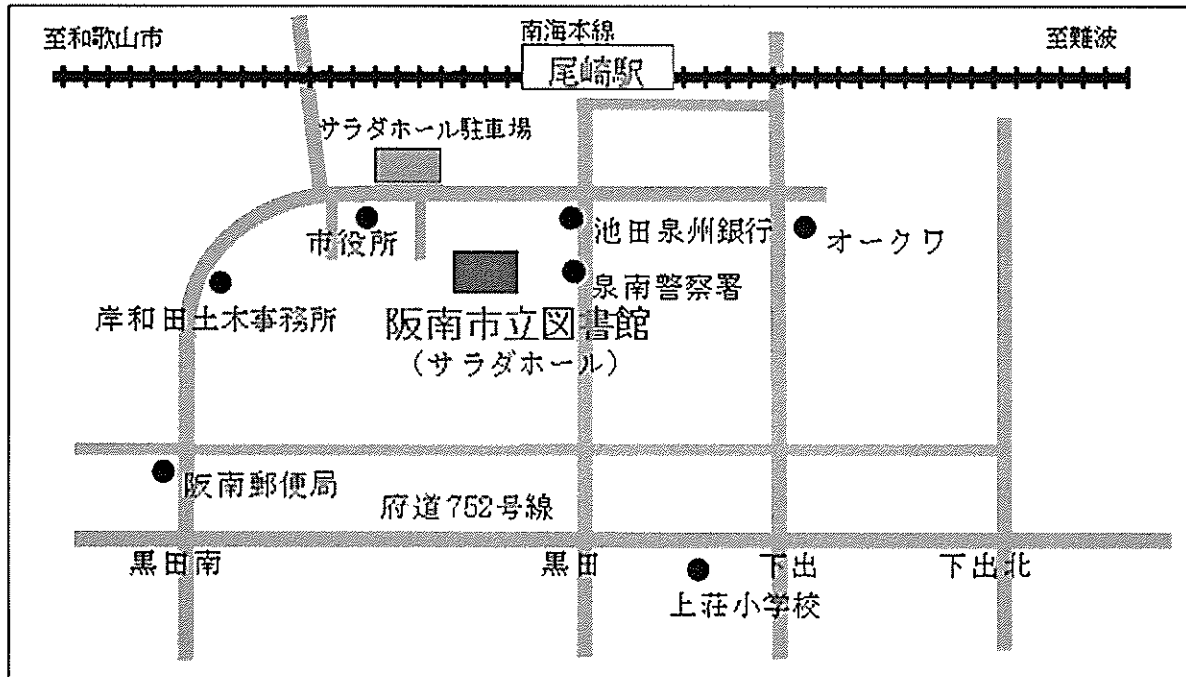 至和歌山市
南海本線
至難波
尾崎駅
サラダホール駐車場
市役所
池田泉州銀行
オークワ
泉南警察署
岸和田土木事務所
阪南市立図書館
(サラダホール)
阪南郵便局
府道752号線
黒田南
黒田
下出
下出北
上荘小学校